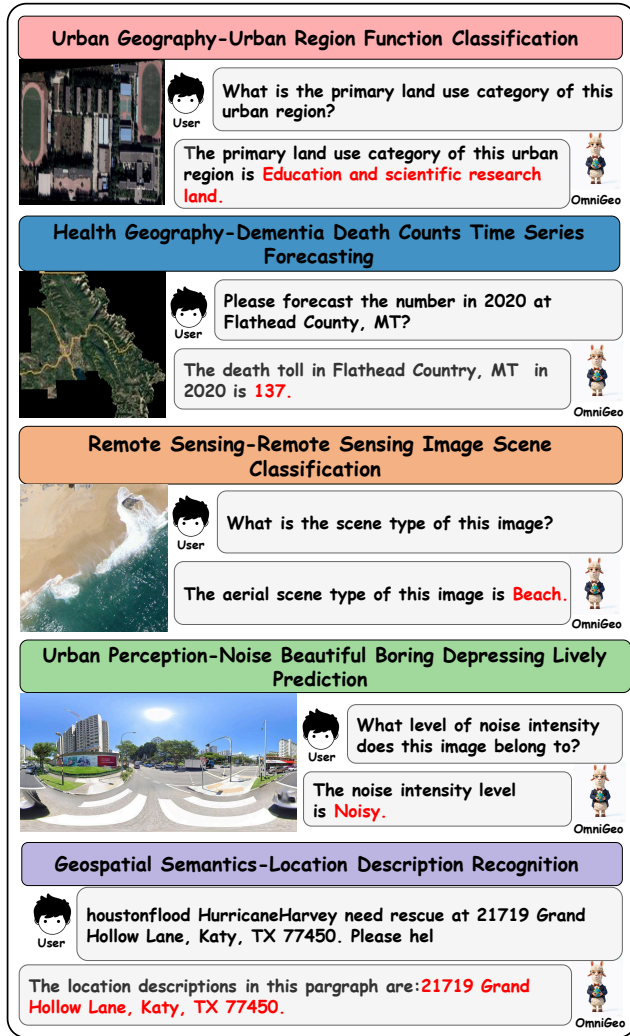 Urban Geography-Urban Region Function Classification
What is the primary land use category of this
urban region?
User
The primary land use category of this urban
region is Education and scientific research
land.
OmniGeo
Health Geography-Dementia Death Counts Time Series
Forecasting
Please forecast the number in 2020 at
Flathead County, MT?
User
The death toll in Flathead Country, MT in
2020 is 137.
OmniGeo
Remote Sensing-Remote Sensing Image Scene
Classification
What is the scene type of this image?
User
The aerial scene type of this image is Beach.
OmniGeo
Urban Perception-Noise Beautiful Boring Depressing Lively
Prediction
What level of noise intensity
does this image belong to?
User
The noise intensity level
is Noisy.
OmniGeo
Geospatial Semantics-Location Description Recognition
houstonflood HurricaneHarvey need rescue at 21719 Grand
Hollow Lane, Katy, TX 77450. Please hel
User
The location descriptions in this pargraph are:21719 Grand
Hollow Lane, Katy, TX 77450.
OmniGeo